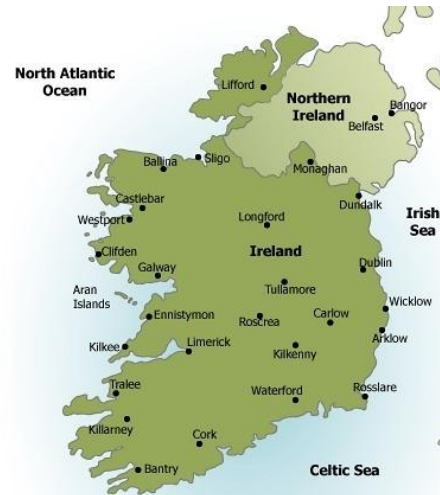 North Atlantic
Ocean
Lifford
Northern
Ireland
Bangor
Belfast
Ballina
Sligo
Monaghan
Castlebar
Dundalk
Westport
Longford
Irish
Sea
Clifden
Ireland
Galway
Dublin
Aran
Islands
Tullamore
Wicklow
Ennistymon
Roscrea
Carlow
Arklow
Kilkee
Limerick
Kilkenny
Tralee
Waterford
Rosslare
Killarney
Cork
Bantry
Celtic Sea